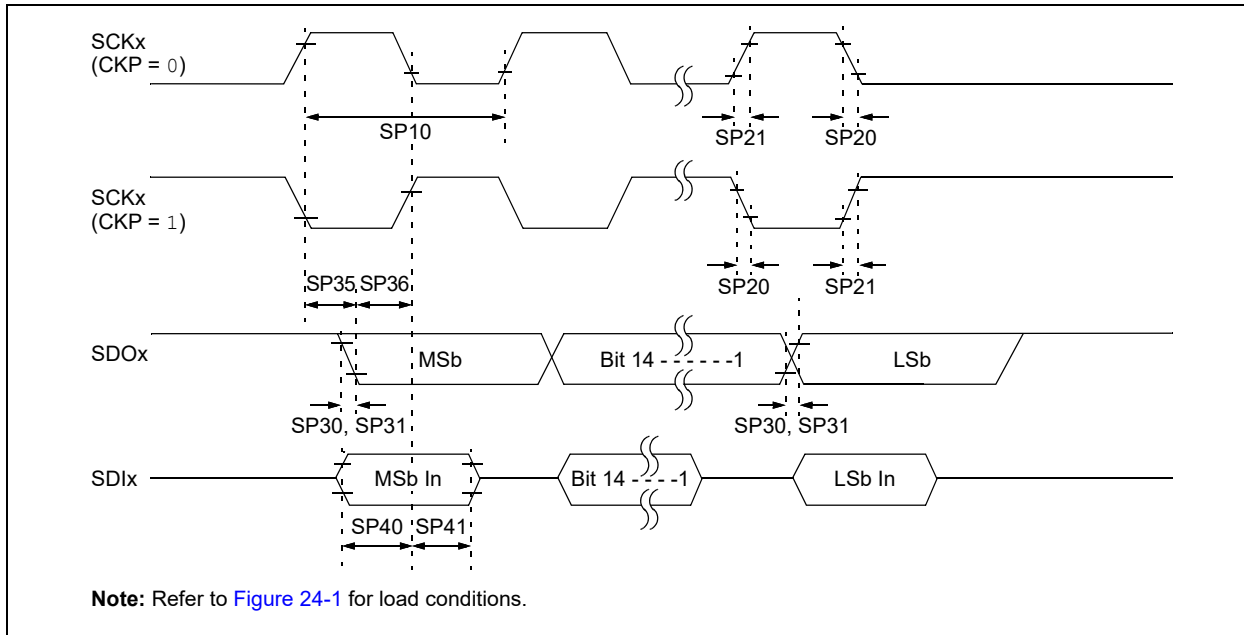 SCKx
(CKP = 0)
SP10
SP21
SP20
SCKx
(CKP = 1)
SP35
SP36
SP20
SP21
SDOx
MSb
Bit 14 - - - - - -1
LSb
SP30, SP31
SP30, SP31
SDIx
MSb In
Bit 14 - - - -1
LSb In
SP40
SP41
Note: Refer to Figure 24-1 for load conditions.